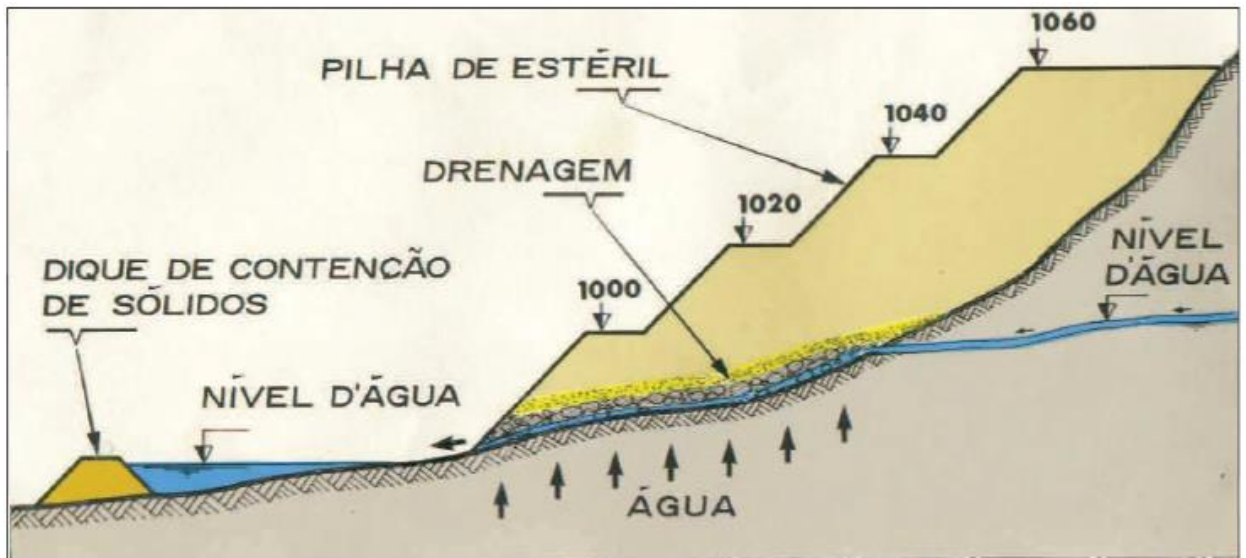 1060
PILHA DE ESTÉRIL
1040
DRENAGEM
1020
NÍVEL
D'ÁGUA
DIQUE DE CONTENÇÃO
DE SÓLIDOS
1000
NÍVEL D'ÁGUA
ÁGUA